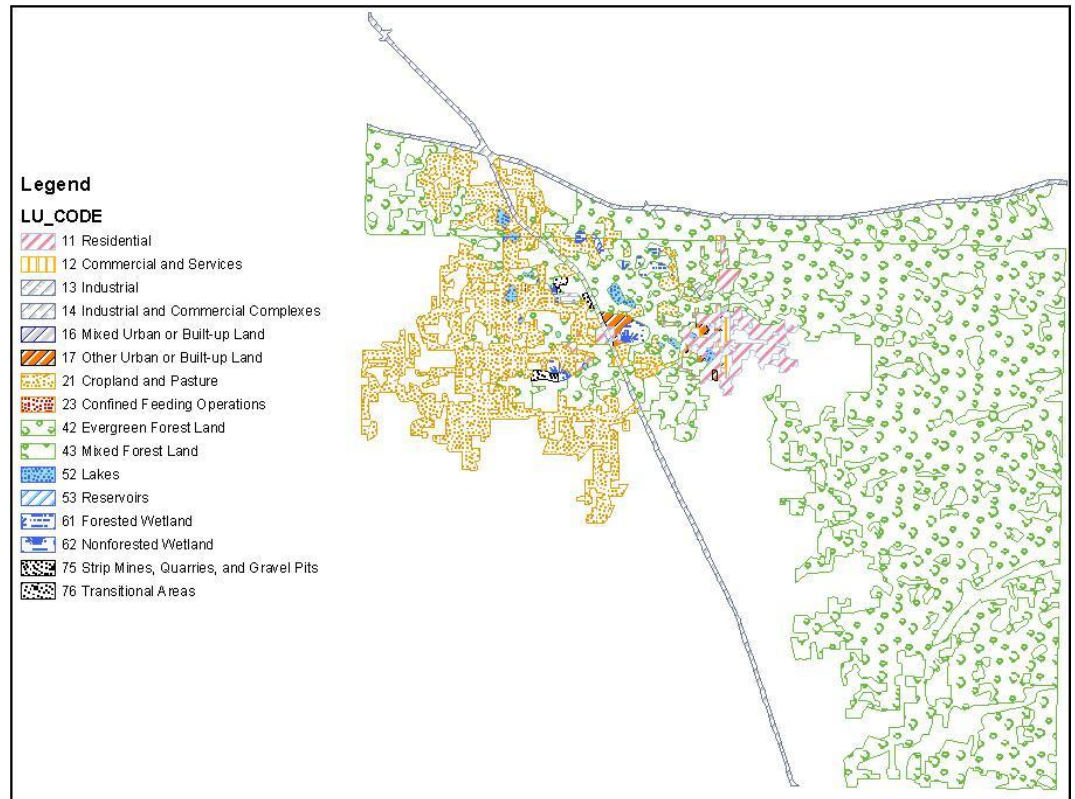 Legend
LU_CODE
11 Residential
12 Commercial and Services
13 Industrial
14 Industrial and Commercial Complexes
16 Mixed Urban or Built-up Land
17 Other Urban or Built-up Land
21 Cropland and Pasture
23 Confined Feeding Operations
42 Evergreen Forest Land
43 Mixed Forest Land
52 Lakes
53 Reservoirs
61 Forested Wetland
62 Nonforested Wetland
75 Strip Mines, Quarries, and Gravel Pits
76 Transitional Areas